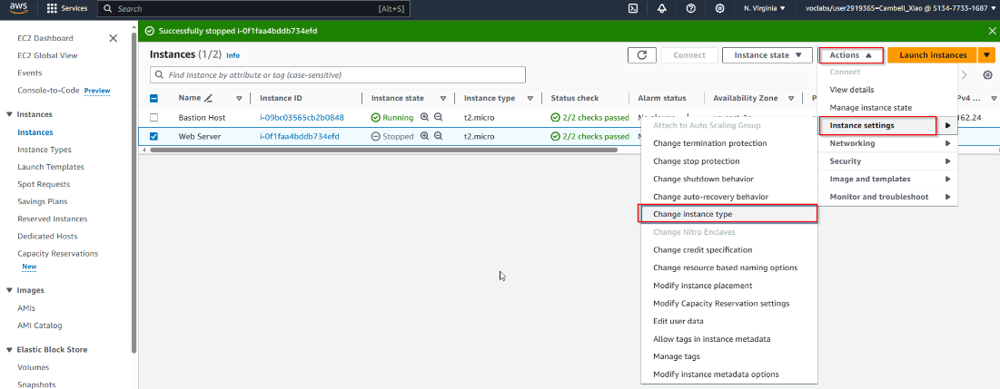 aws Services Search [Alt+S] N. Virginia voclabs/user2919365=Cambell_Xiao @ 5134-7733-1687
EC2 Dashboard
EC2 Global View
Events
Console-to-Code Preview
Instances
Instances
Instance Types
Launch Templates
Spot Requests
Savings Plans
Reserved Instances
Dedicated Hosts
Capacity Reservations
New
Images
AMIs
AMI Catalog
Elastic Block Store
Volumes
Snapshots
Successfully stopped i-0f1faa4bddb734efd
Instances (1/2) Info
Connect Instance state Actions Launch instances
Find Instance by attribute or tag (case-sensitive)
Name Instance ID Instance state Instance type Status check Alarm status Availability Zone P Pv4 ...
Bastion Host i-09bc03565cb2b0848 Running t2.micro 2/2 checks passed 162.24
Web Server i-0f1faa4bddb734efd Stopped t2.micro 2/2 checks passed
Connect
View details
Manage instance state
Instance settings
Networking
Security
Image and templates
Monitor and troubleshoot
Attach to Auto Scaling Group
Change termination protection
Change stop protection
Change shutdown behavior
Change auto-recovery behavior
Change instance type
Change Nitro Enclaves
Change credit specification
Change resource based naming options
Modify instance placement
Modify Capacity Reservation settings
Edit user data
Allow tags in instance metadata
Manage tags
Modify instance metadata options